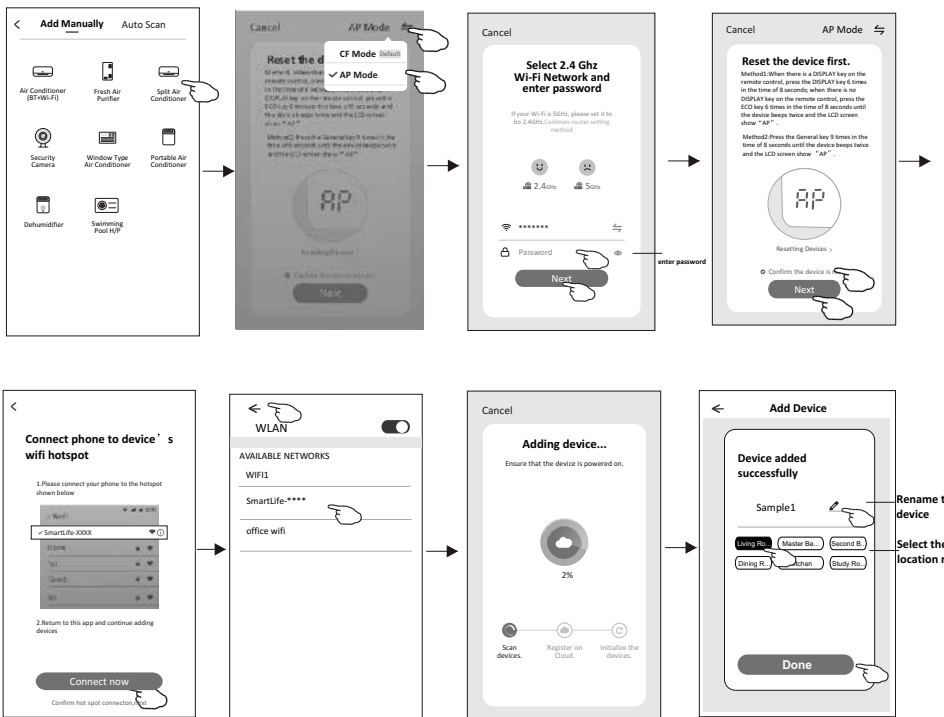 Add Manually Auto Scan
Air Conditioner
(BT+Wi-Fi)
Fresh Air
Purifier
Split Air
Conditioner
Security
Camera
Window Type
Air Conditioner
Portable Air
Conditioner
Dehumidifier
Swimming
Pool H/P
Cancel AP Mode
CF Mode Default
AP Mode
Reset the d
AP
Resetting Devices
Next
Cancel
Select 2.4 Ghz
Wi-Fi Network and
enter password
If your Wi-Fi is 5GHz, please set it to
be 2.4GHz.Common router setting
method
2.4GHz 5GHz
*******
Password
enter password
Next
Cancel AP Mode
Reset the device first.
Method1:When there is a DISPLAY key on the
remote control, press the DISPLAY key 6 times
in the time of 8 seconds; when there is no
DISPLAY key on the remote control, press the
ECO key 6 times in the time of 8 seconds until
the device beeps twice and the LCD screen
show “AP”.
Method2:Press the General key 9 times in the
time of 8 seconds until the device beeps twice
and the LCD screen show “AP”.
AP
Resetting Devices >
Confirm the device is
Next
Connect phone to device’s
wifi hotspot
1.Please connect your phone to the hotspot
shown below
SmartLife-XXXX
2.Return to this app and continue adding
devices
Connect now
Confirm hot spot connecton,
WLAN
AVAILABLE NETWORKS
WIFI1
SmartLife-****
office wifi
Cancel
Adding device...
Ensure that the device is powered on.
2%
Scan
devices.
Register on
Cloud.
Initialize the
devices.
Add Device
Device added
successfully
Sample1
Rename t
device
Living Ro... Master Be... Second B..
Dining R... tchen Study Ro..
Select the
location r
Done